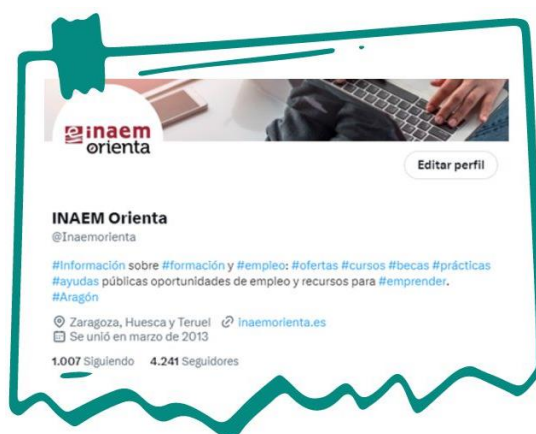 inaem
orienta
Editar perfil
INAEM Orienta
@Inaemorienta
#Información sobre #formación y #empleo: #ofertas #cursos #becas #prácticas
#ayudas públicas oportunidades de empleo y recursos para #emprender.
#Aragón
Zaragoza, Huesca y Teruel inaemorienta.es
Se unió en marzo de 2013
1.007 Siguiendo 4.241 Seguidores